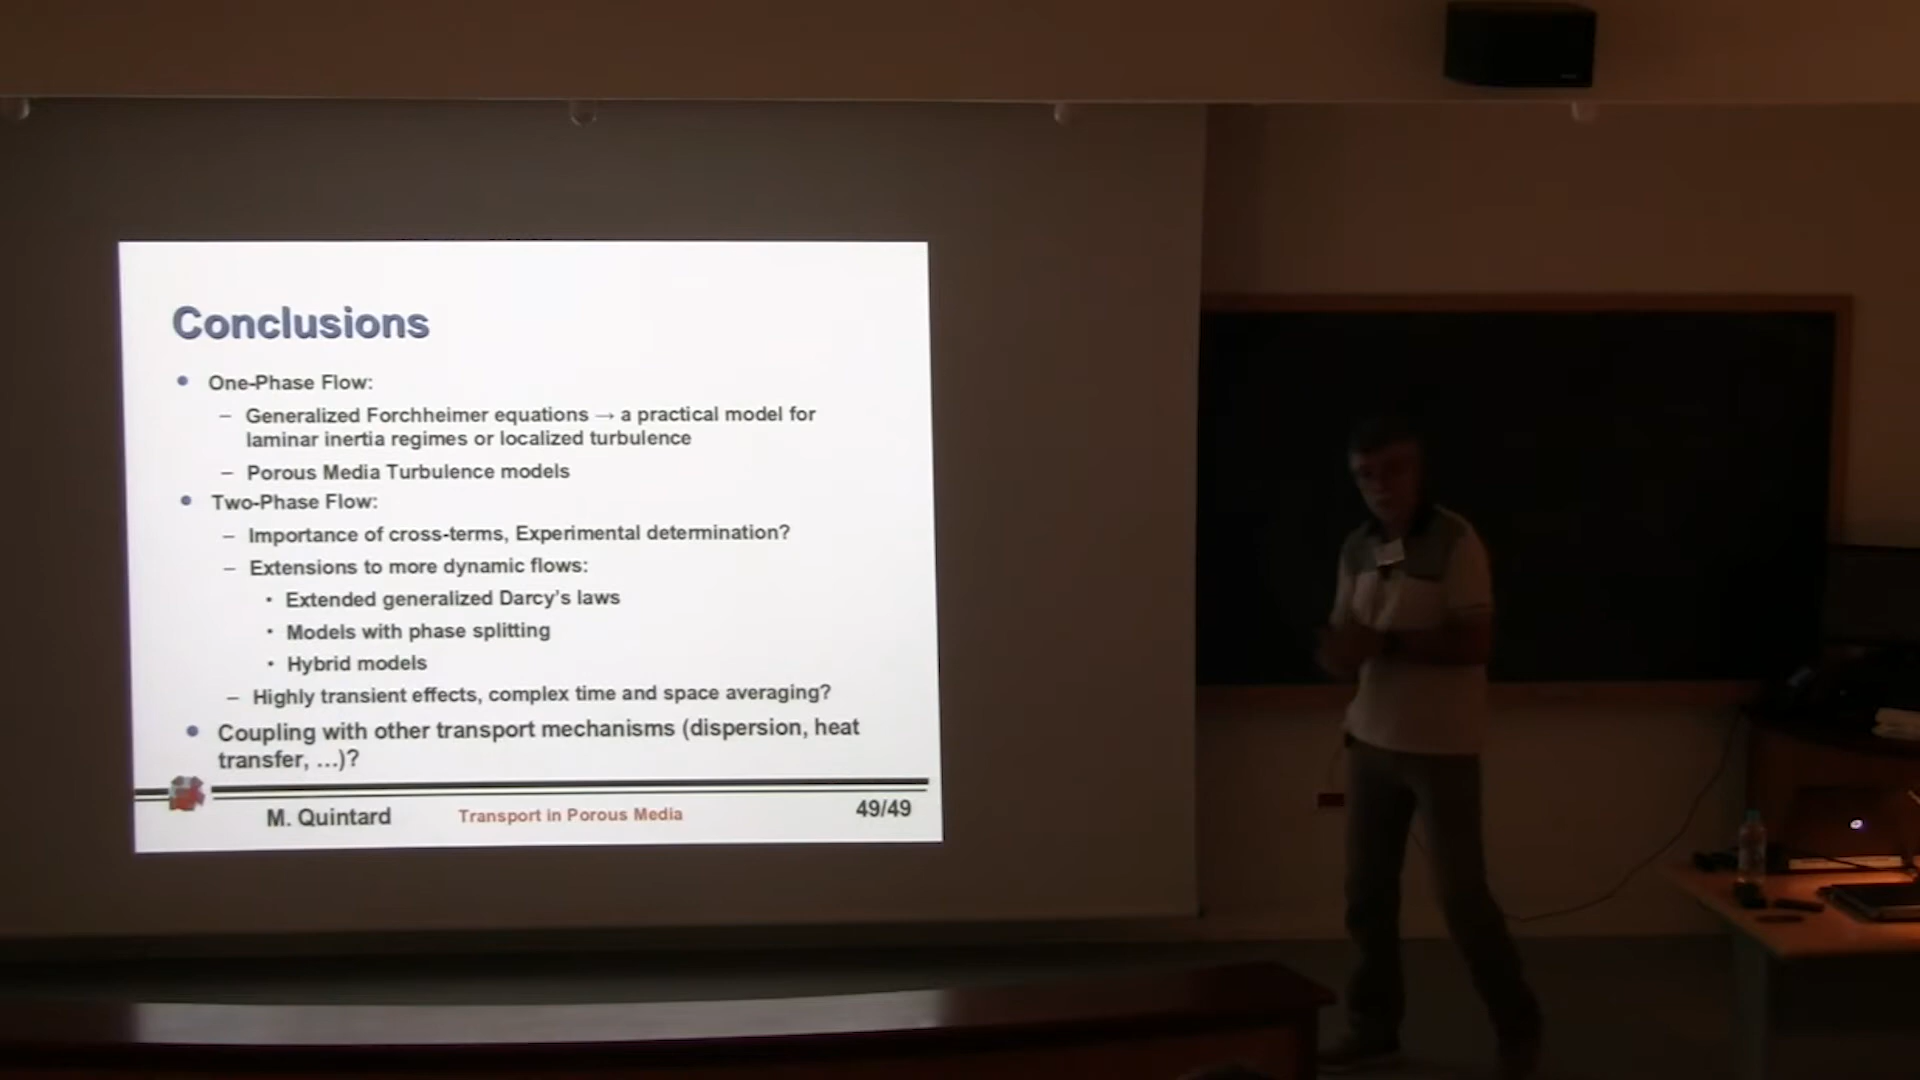 Conclusions
• One-Phase Flow:
– Generalized Forchheimer equations → a practical model for
laminar inertia regimes or localized turbulence
– Porous Media Turbulence models
• Two-Phase Flow:
– Importance of cross-terms, Experimental determination?
– Extensions to more dynamic flows:
• Extended generalized Darcy's laws
• Models with phase splitting
• Hybrid models
– Highly transient effects, complex time and space averaging?
• Coupling with other transport mechanisms (dispersion, heat
transfer, ...)?
M. Quintard Transport in Porous Media 49/49